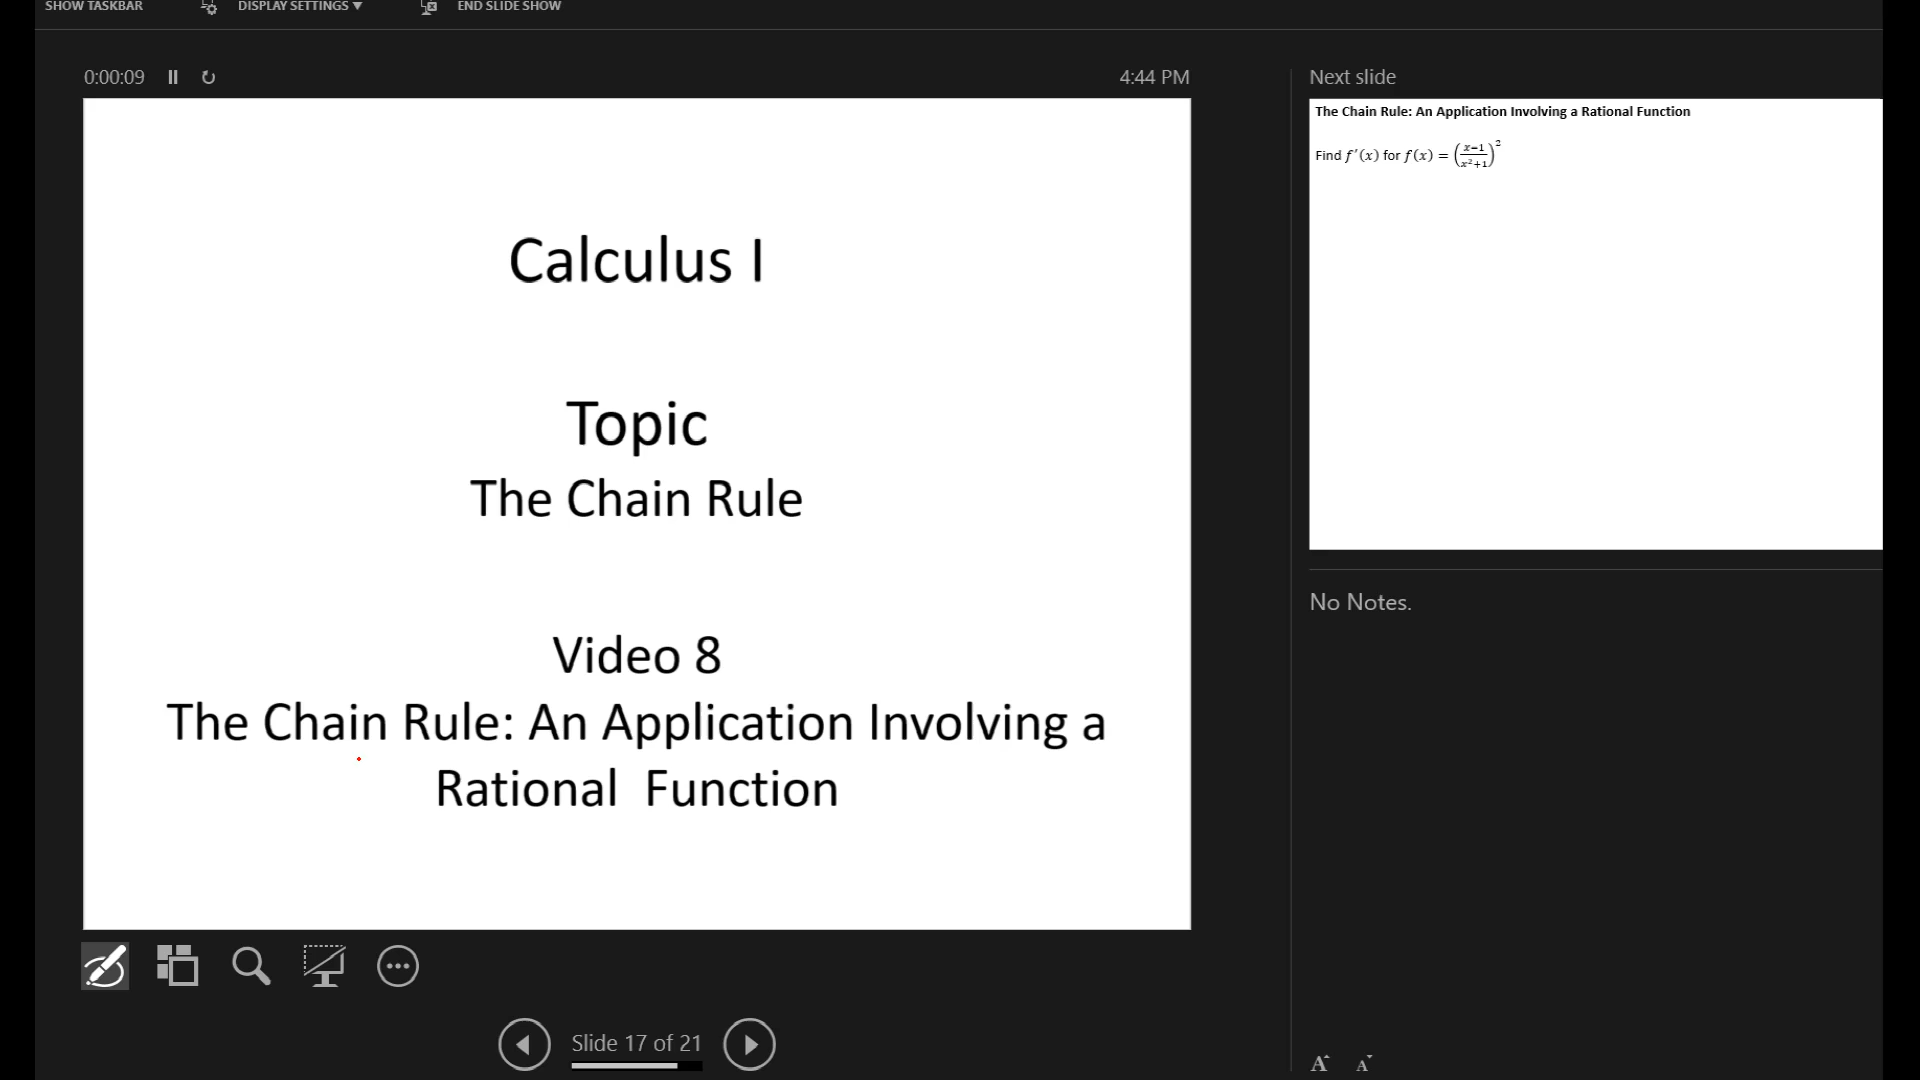 SHOW TASKBAR DISPLAY SETTINGS ▼ END SLIDE SHOW
0:00:09 4:44 PM
Calculus I
Topic
The Chain Rule
Video 8
The Chain Rule: An Application Involving a
Rational Function
Slide 17 of 21
Next slide
The Chain Rule: An Application Involving a Rational Function
Find f′(x) for f(x) = ((x−1)/(x²+1))²
No Notes.
A A